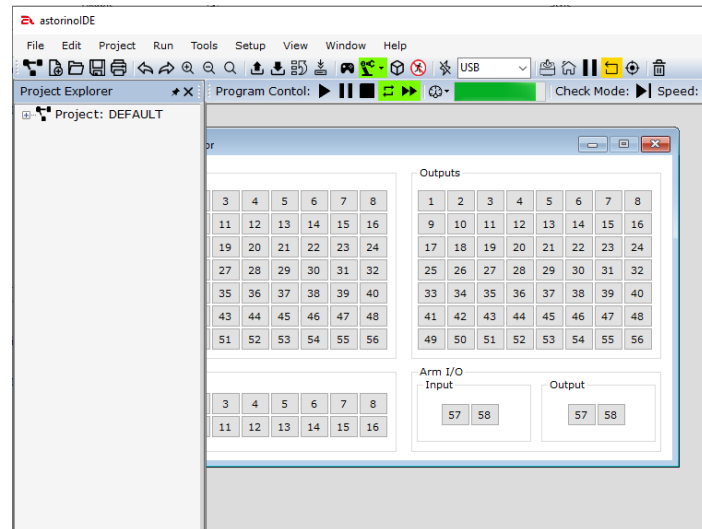 astorinoIDE
File Edit Project Run Tools Setup View Window Help
USB
Project Explorer
Program Contol:
Check Mode:
Speed:
Project: DEFAULT
or
3 4 5 6 7 8
11 12 13 14 15 16
19 20 21 22 23 24
27 28 29 30 31 32
35 36 37 38 39 40
43 44 45 46 47 48
51 52 53 54 55 56
Outputs
1 2 3 4 5 6 7 8
9 10 11 12 13 14 15 16
17 18 19 20 21 22 23 24
25 26 27 28 29 30 31 32
33 34 35 36 37 38 39 40
41 42 43 44 45 46 47 48
49 50 51 52 53 54 55 56
3 4 5 6 7 8
11 12 13 14 15 16
Arm I/O
Input
57 58
Output
57 58